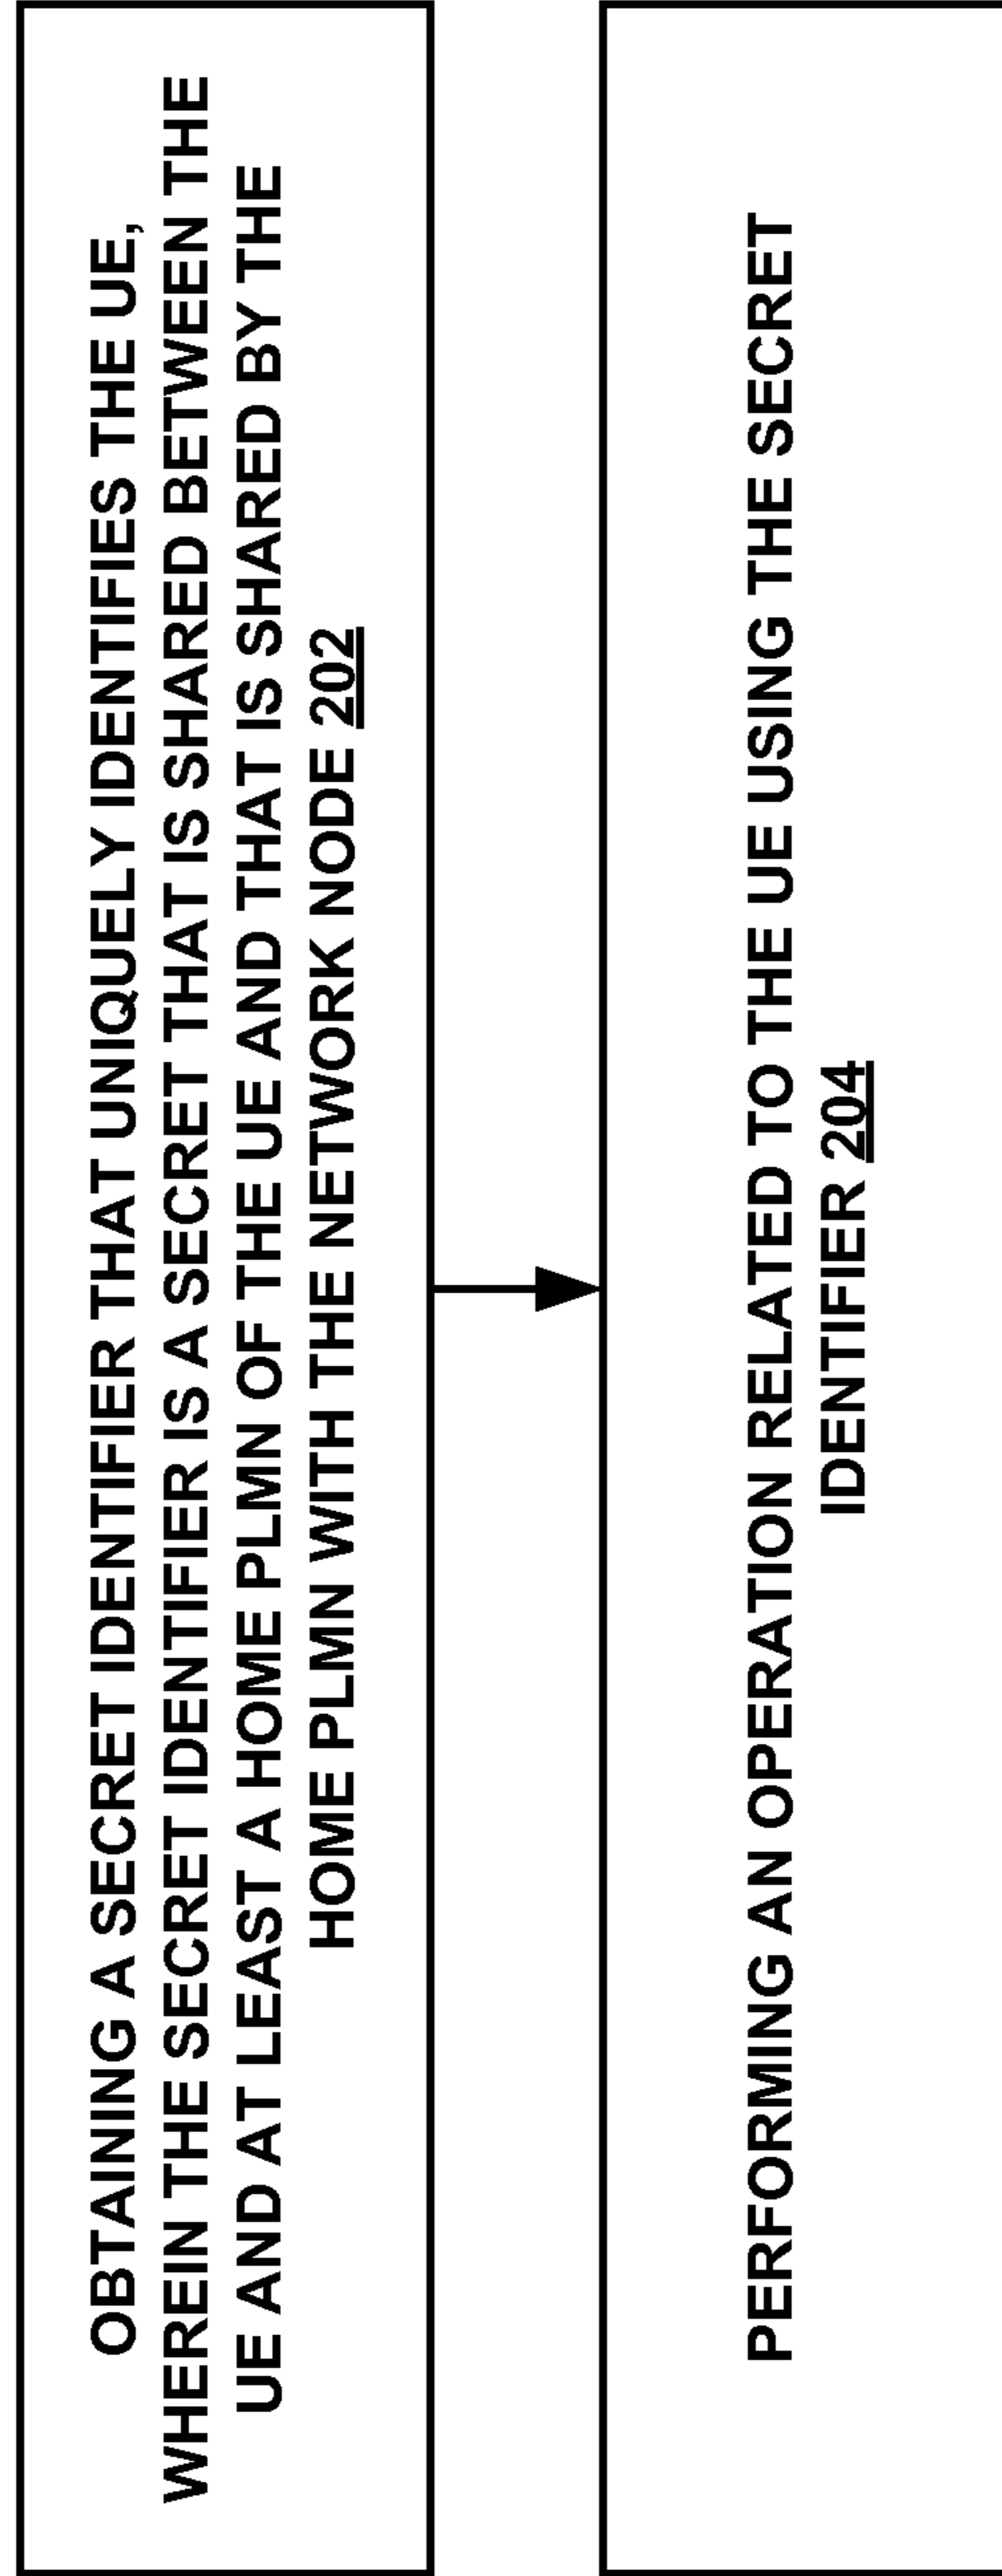 OBTAINING A SECRET IDENTIFIER THAT UNIQUELY IDENTIFIES THE UE,
WHEREIN THE SECRET IDENTIFIER IS A SECRET THAT IS SHARED BETWEEN THE
UE AND AT LEAST A HOME PLMN OF THE UE AND THAT IS SHARED BY THE
HOME PLMN WITH THE NETWORK NODE 202
PERFORMING AN OPERATION RELATED TO THE UE USING THE SECRET
IDENTIFIER 204